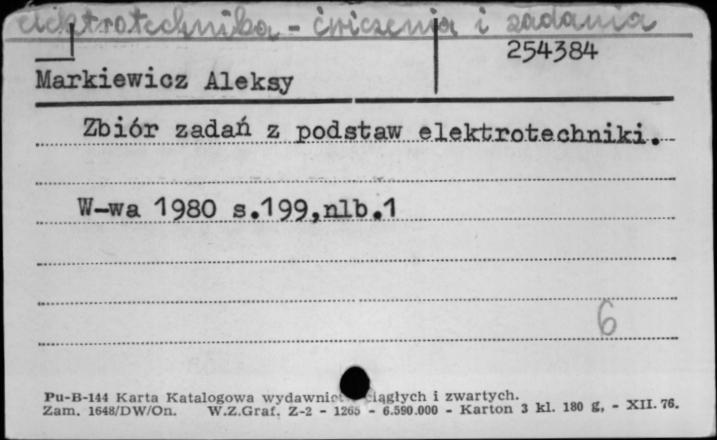 elektrotechnika - ćwiczenia i zadania
254384
Markiewicz Aleksy
Zbiór zadań z podstaw elektrotechniki.
W-wa 1980 s.199,nlb.1
6
Pu-B-144 Karta Katalogowa ciągłych i zwartych.
Zam. 1648/DW/On. W.Z.Graf. Z-2 - 1265 - 6.590.000 - Karton 3 kl. 180 g, - XII. 76.